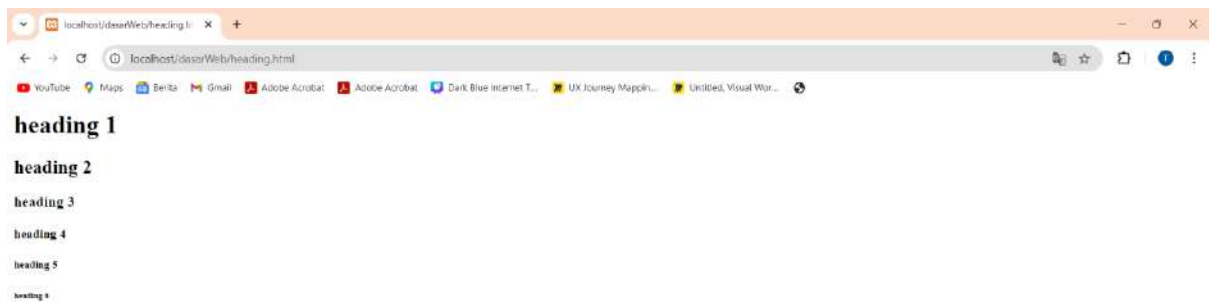 localhost/dasarWeb/heading.h
localhost/dasarWeb/heading.html
YouTube Maps Berita Gmail Adobe Acrobat Adobe Acrobat Dark Blue Internet T... UX Journey Mappin... Untitled, Visual Wor...
heading 1
heading 2
heading 3
heading 4
heading 5
heading 6